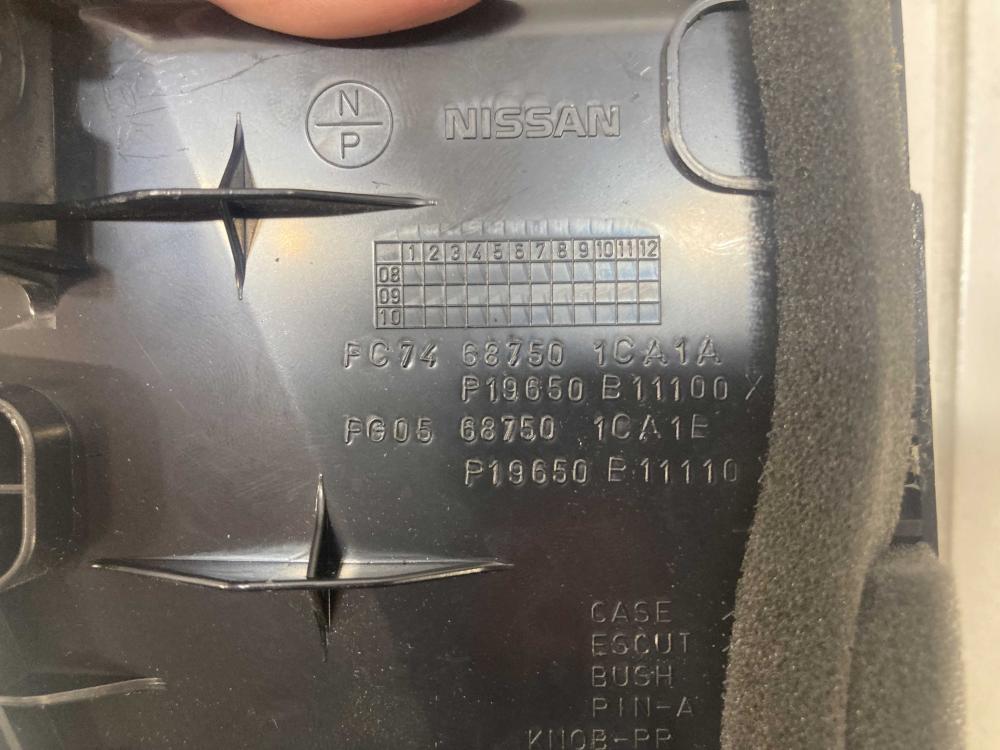 N
P
NISSAN
1 2 3 4 5 6 7 8 9 10 11 12
08
09
10
FC74 68750 1CA1A
P19650 B11100 X
FG05 68750 1CA1E
P19650 B11110
CASE
ESCUT
BUSH
PIN-A
KNOB-PP